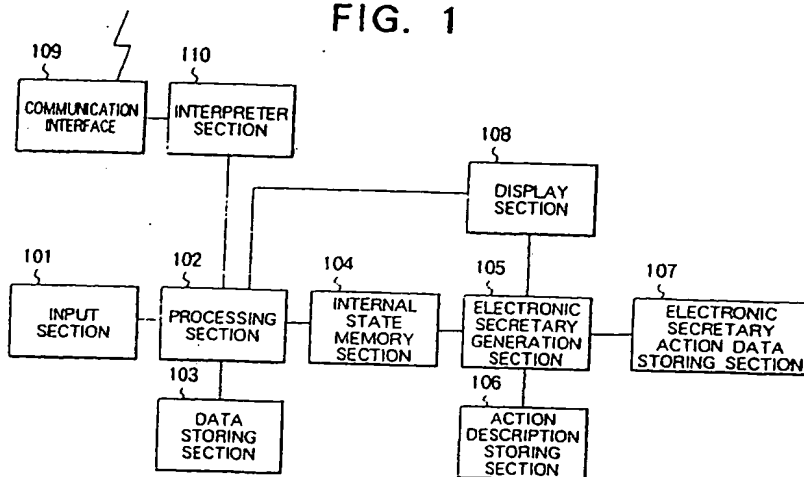 FIG. 1
109
COMMUNICATION
INTERFACE
110
INTERPRETER
SECTION
108
DISPLAY
SECTION
101
INPUT
SECTION
102
PROCESSING
SECTION
104
INTERNAL
STATE
MEMORY
SECTION
105
ELECTRONIC
SECRETARY
GENERATION
SECTION
107
ELECTRONIC
SECRETARY
ACTION DATA
STORING SECTION
103
DATA
STORING
SECTION
106
ACTION
DESCRIPTION
STORING
SECTION